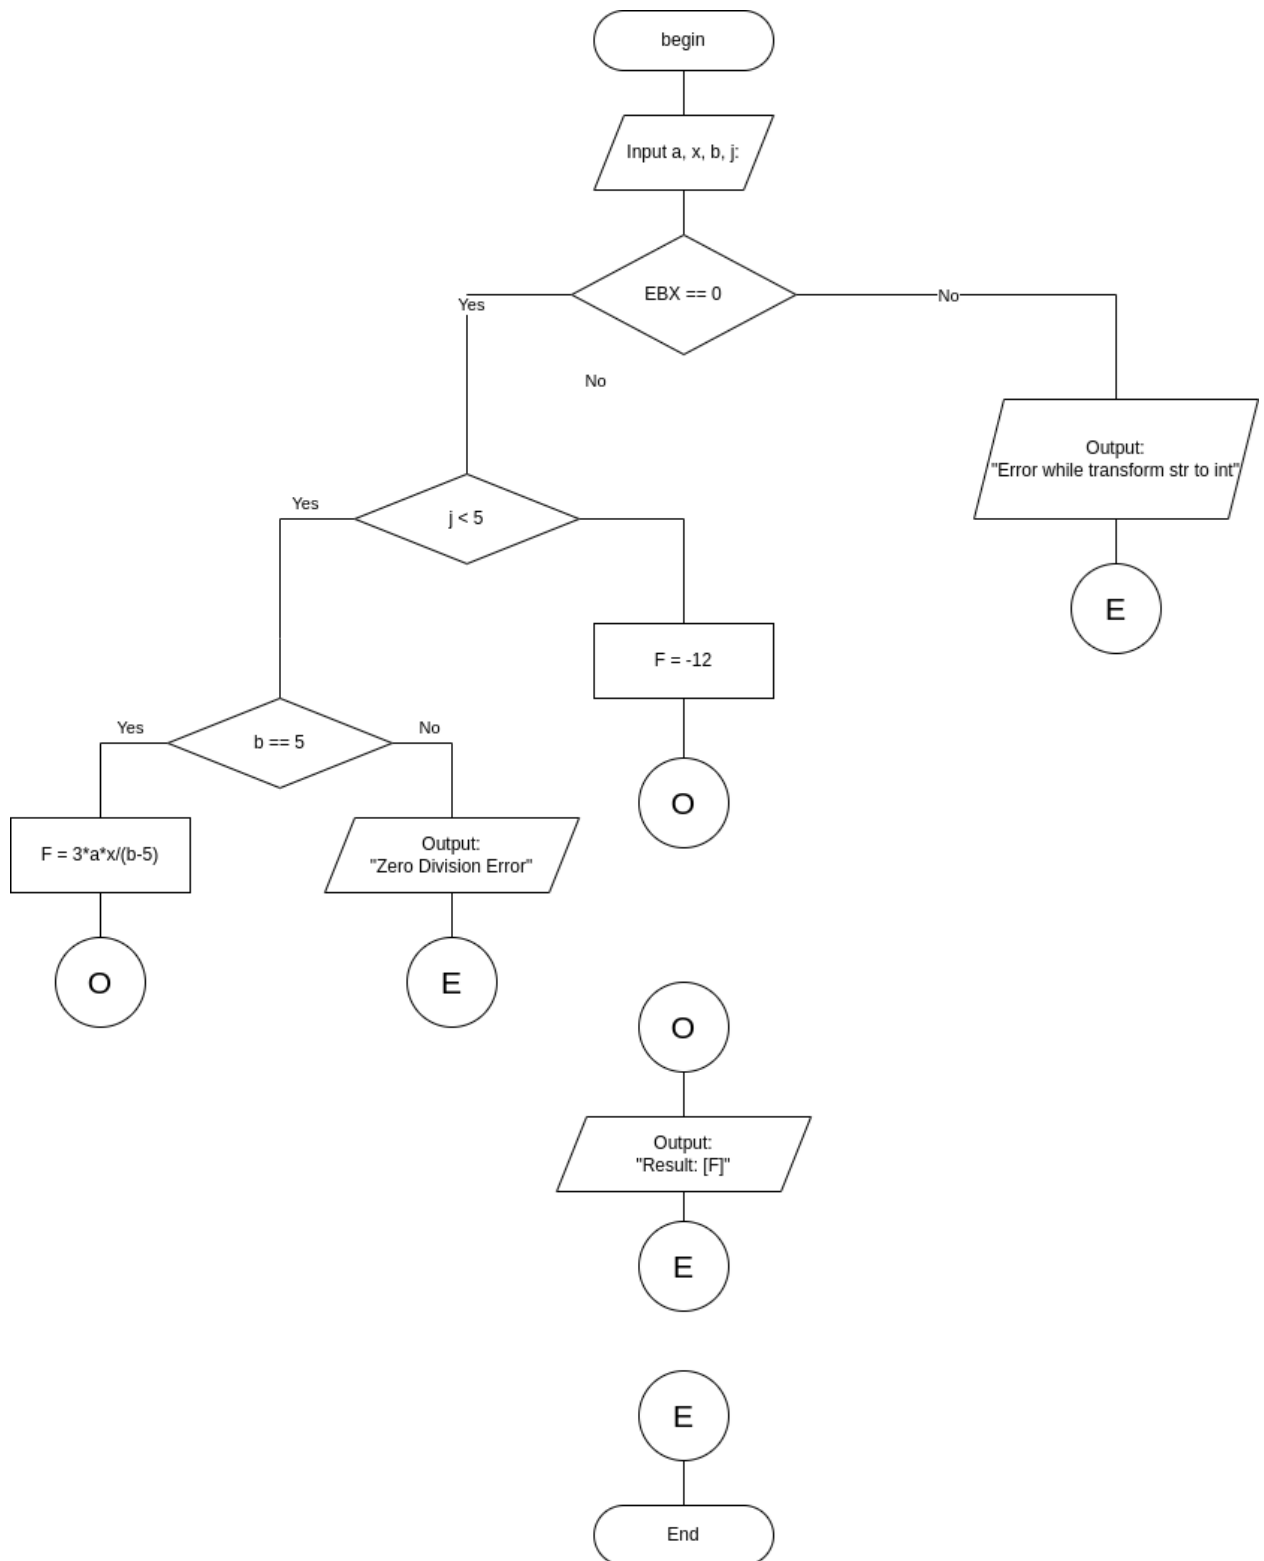 begin
Input a, x, b, j:
EBX == 0
Yes
No
No
Output:
"Error while transform str to int"
E
j < 5
Yes
F = -12
O
b == 5
Yes
No
F = 3*a*x/(b-5)
Output:
"Zero Division Error"
O
E
O
Output:
"Result: [F]"
E
E
End